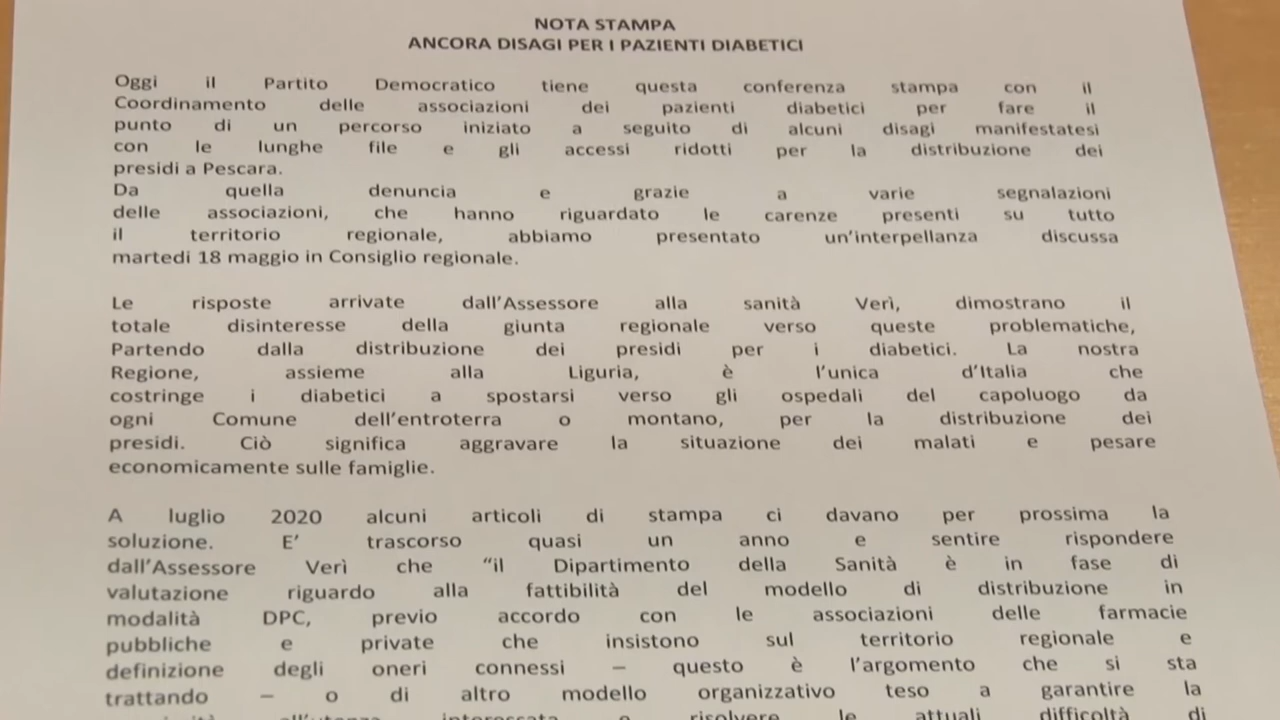 NOTA STAMPA
ANCORA DISAGI PER I PAZIENTI DIABETICI
Oggi il Partito Democratico tiene questa conferenza stampa con il
Coordinamento delle associazioni dei pazienti diabetici per fare il
punto di un percorso iniziato a seguito di alcuni disagi manifestatesi
con le lunghe file e gli accessi ridotti per la distribuzione dei
presidi a Pescara.
Da quella denuncia e grazie a varie segnalazioni
delle associazioni, che hanno riguardato le carenze presenti su tutto
il territorio regionale, abbiamo presentato un'interpellanza discussa
martedi 18 maggio in Consiglio regionale.
Le risposte arrivate dall'Assessore alla sanità Verì, dimostrano il
totale disinteresse della giunta regionale verso queste problematiche,
Partendo dalla distribuzione dei presidi per i diabetici. La nostra
Regione, assieme alla Liguria, è l'unica d'Italia che
costringe i diabetici a spostarsi verso gli ospedali del capoluogo da
ogni Comune dell'entroterra o montano, per la distribuzione dei
presidi. Ciò significa aggravare la situazione dei malati e pesare
economicamente sulle famiglie.
A luglio 2020 alcuni articoli di stampa ci davano per prossima la
soluzione. E' trascorso quasi un anno e sentire rispondere
dall'Assessore Verì che "il Dipartimento della Sanità è in fase di
valutazione riguardo alla fattibilità del modello di distribuzione in
modalità DPC, previo accordo con le associazioni delle farmacie
pubbliche e private che insistono sul territorio regionale e
definizione degli oneri connessi – questo è l'argomento che si sta
trattando – o di altro modello organizzativo teso a garantire la
risolvere le attuali difficoltà di